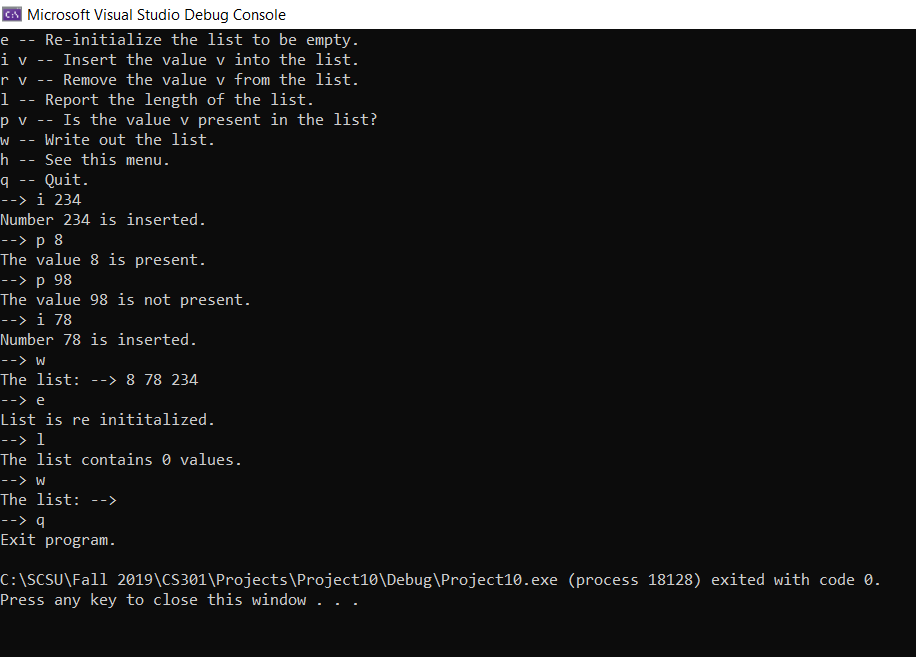 Microsoft Visual Studio Debug Console
e -- Re-initialize the list to be empty.
i v -- Insert the value v into the list.
r v -- Remove the value v from the list.
l -- Report the length of the list.
p v -- Is the value v present in the list?
w -- Write out the list.
h -- See this menu.
q -- Quit.
--> i 234
Number 234 is inserted.
--> p 8
The value 8 is present.
--> p 98
The value 98 is not present.
--> i 78
Number 78 is inserted.
--> w
The list: --> 8 78 234
--> e
List is re inititalized.
--> l
The list contains 0 values.
--> w
The list: -->
--> q
Exit program.
C:\SCSU\Fall 2019\CS301\Projects\Project10\Debug\Project10.exe (process 18128) exited with code 0.
Press any key to close this window . . .